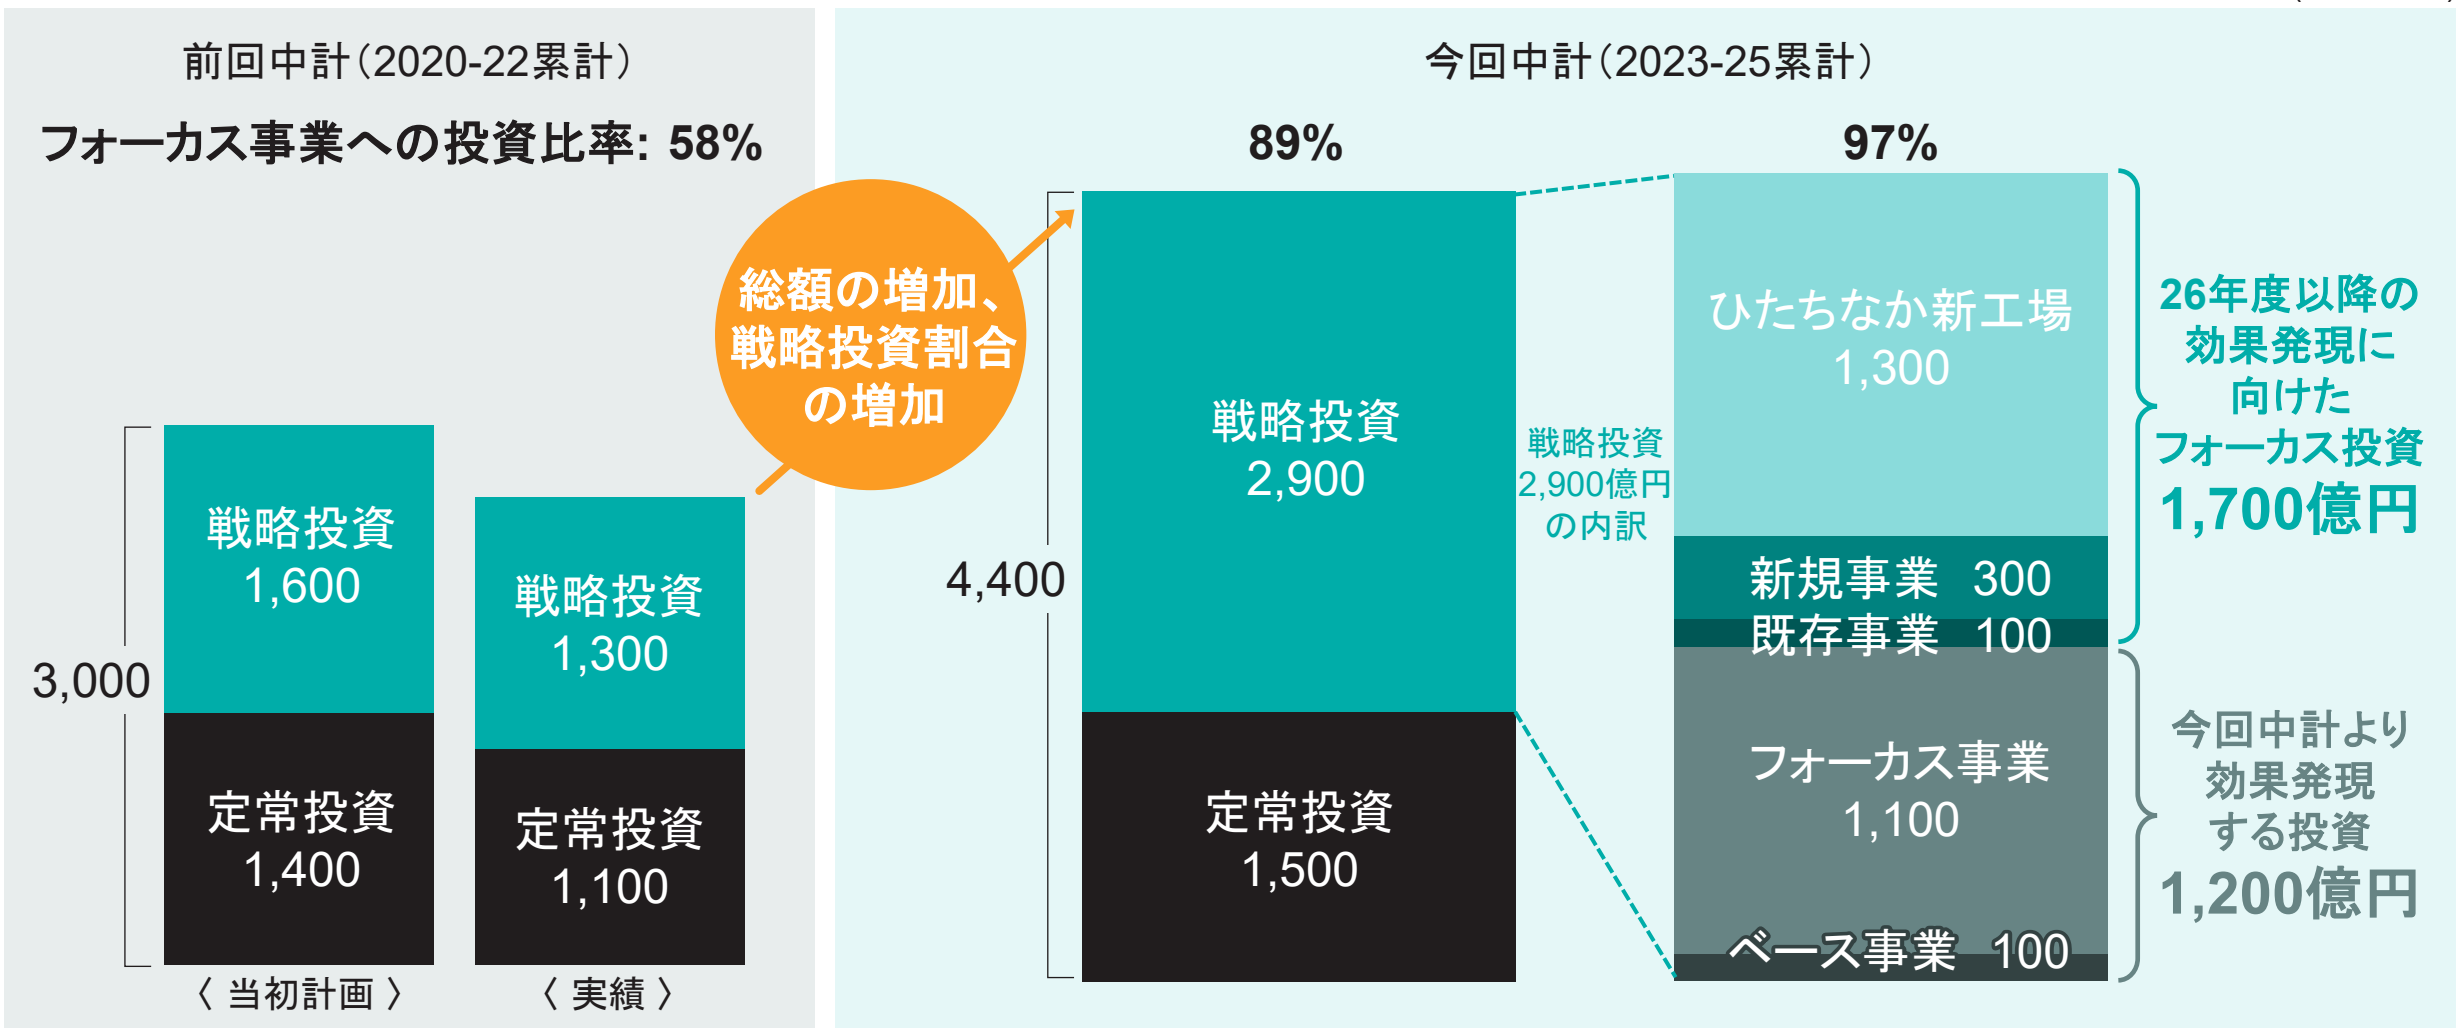 前回中計（2020-22累計）
フォーカス事業への投資比率: 58%
3,000
戦略投資
1,600
定常投資
1,400
〈 当初計画 〉
戦略投資
1,300
定常投資
1,100
〈 実績 〉
総額の増加、
戦略投資割合
の増加
今回中計（2023-25累計）
89%
4,400
戦略投資
2,900
定常投資
1,500
戦略投資
2,900億円
の内訳
97%
ひたちなか新工場
1,300
新規事業 300
既存事業 100
フォーカス事業
1,100
ベース事業 100
26年度以降の
効果発現に
向けた
フォーカス投資
1,700億円
今回中計より
効果発現
する投資
1,200億円